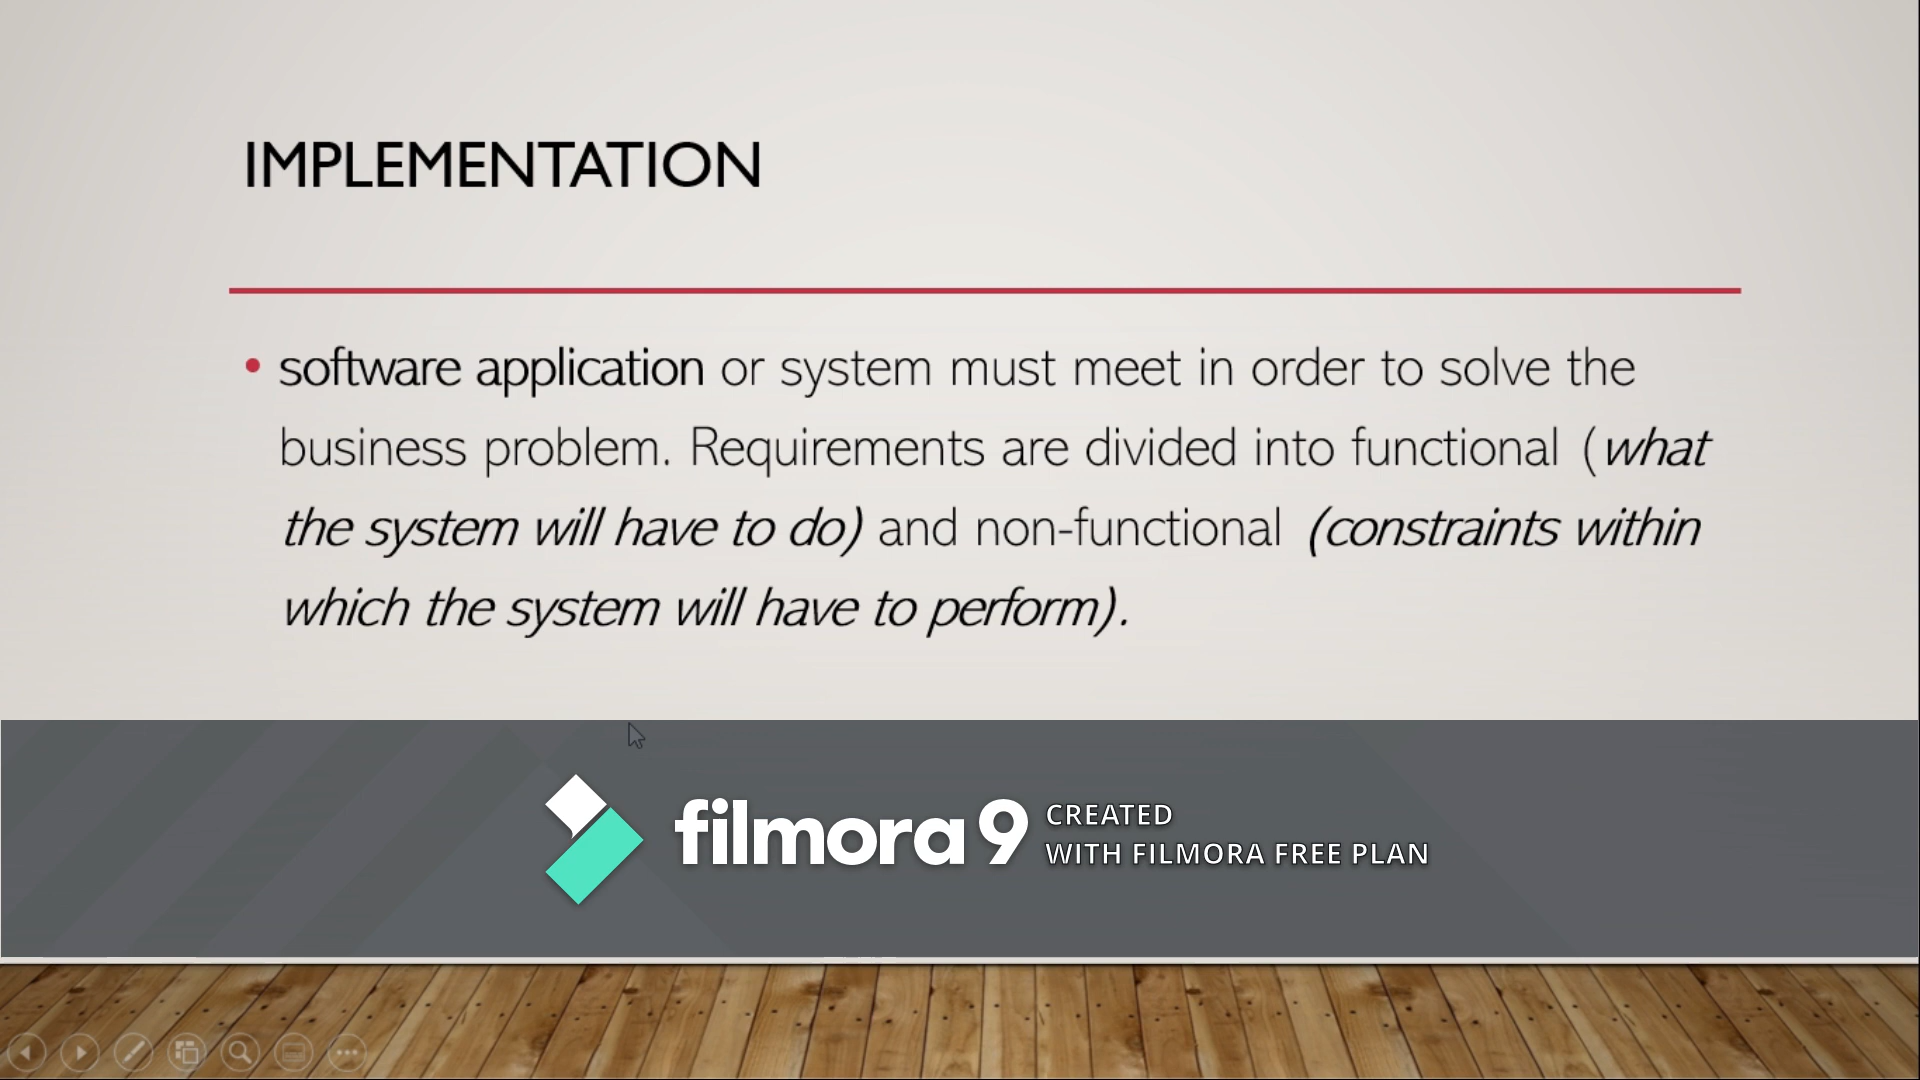 IMPLEMENTATION
• software application or system must meet in order to solve the
business problem. Requirements are divided into functional (what
the system will have to do) and non-functional (constraints within
which the system will have to perform).
filmora 9
CREATED
WITH FILMORA FREE PLAN